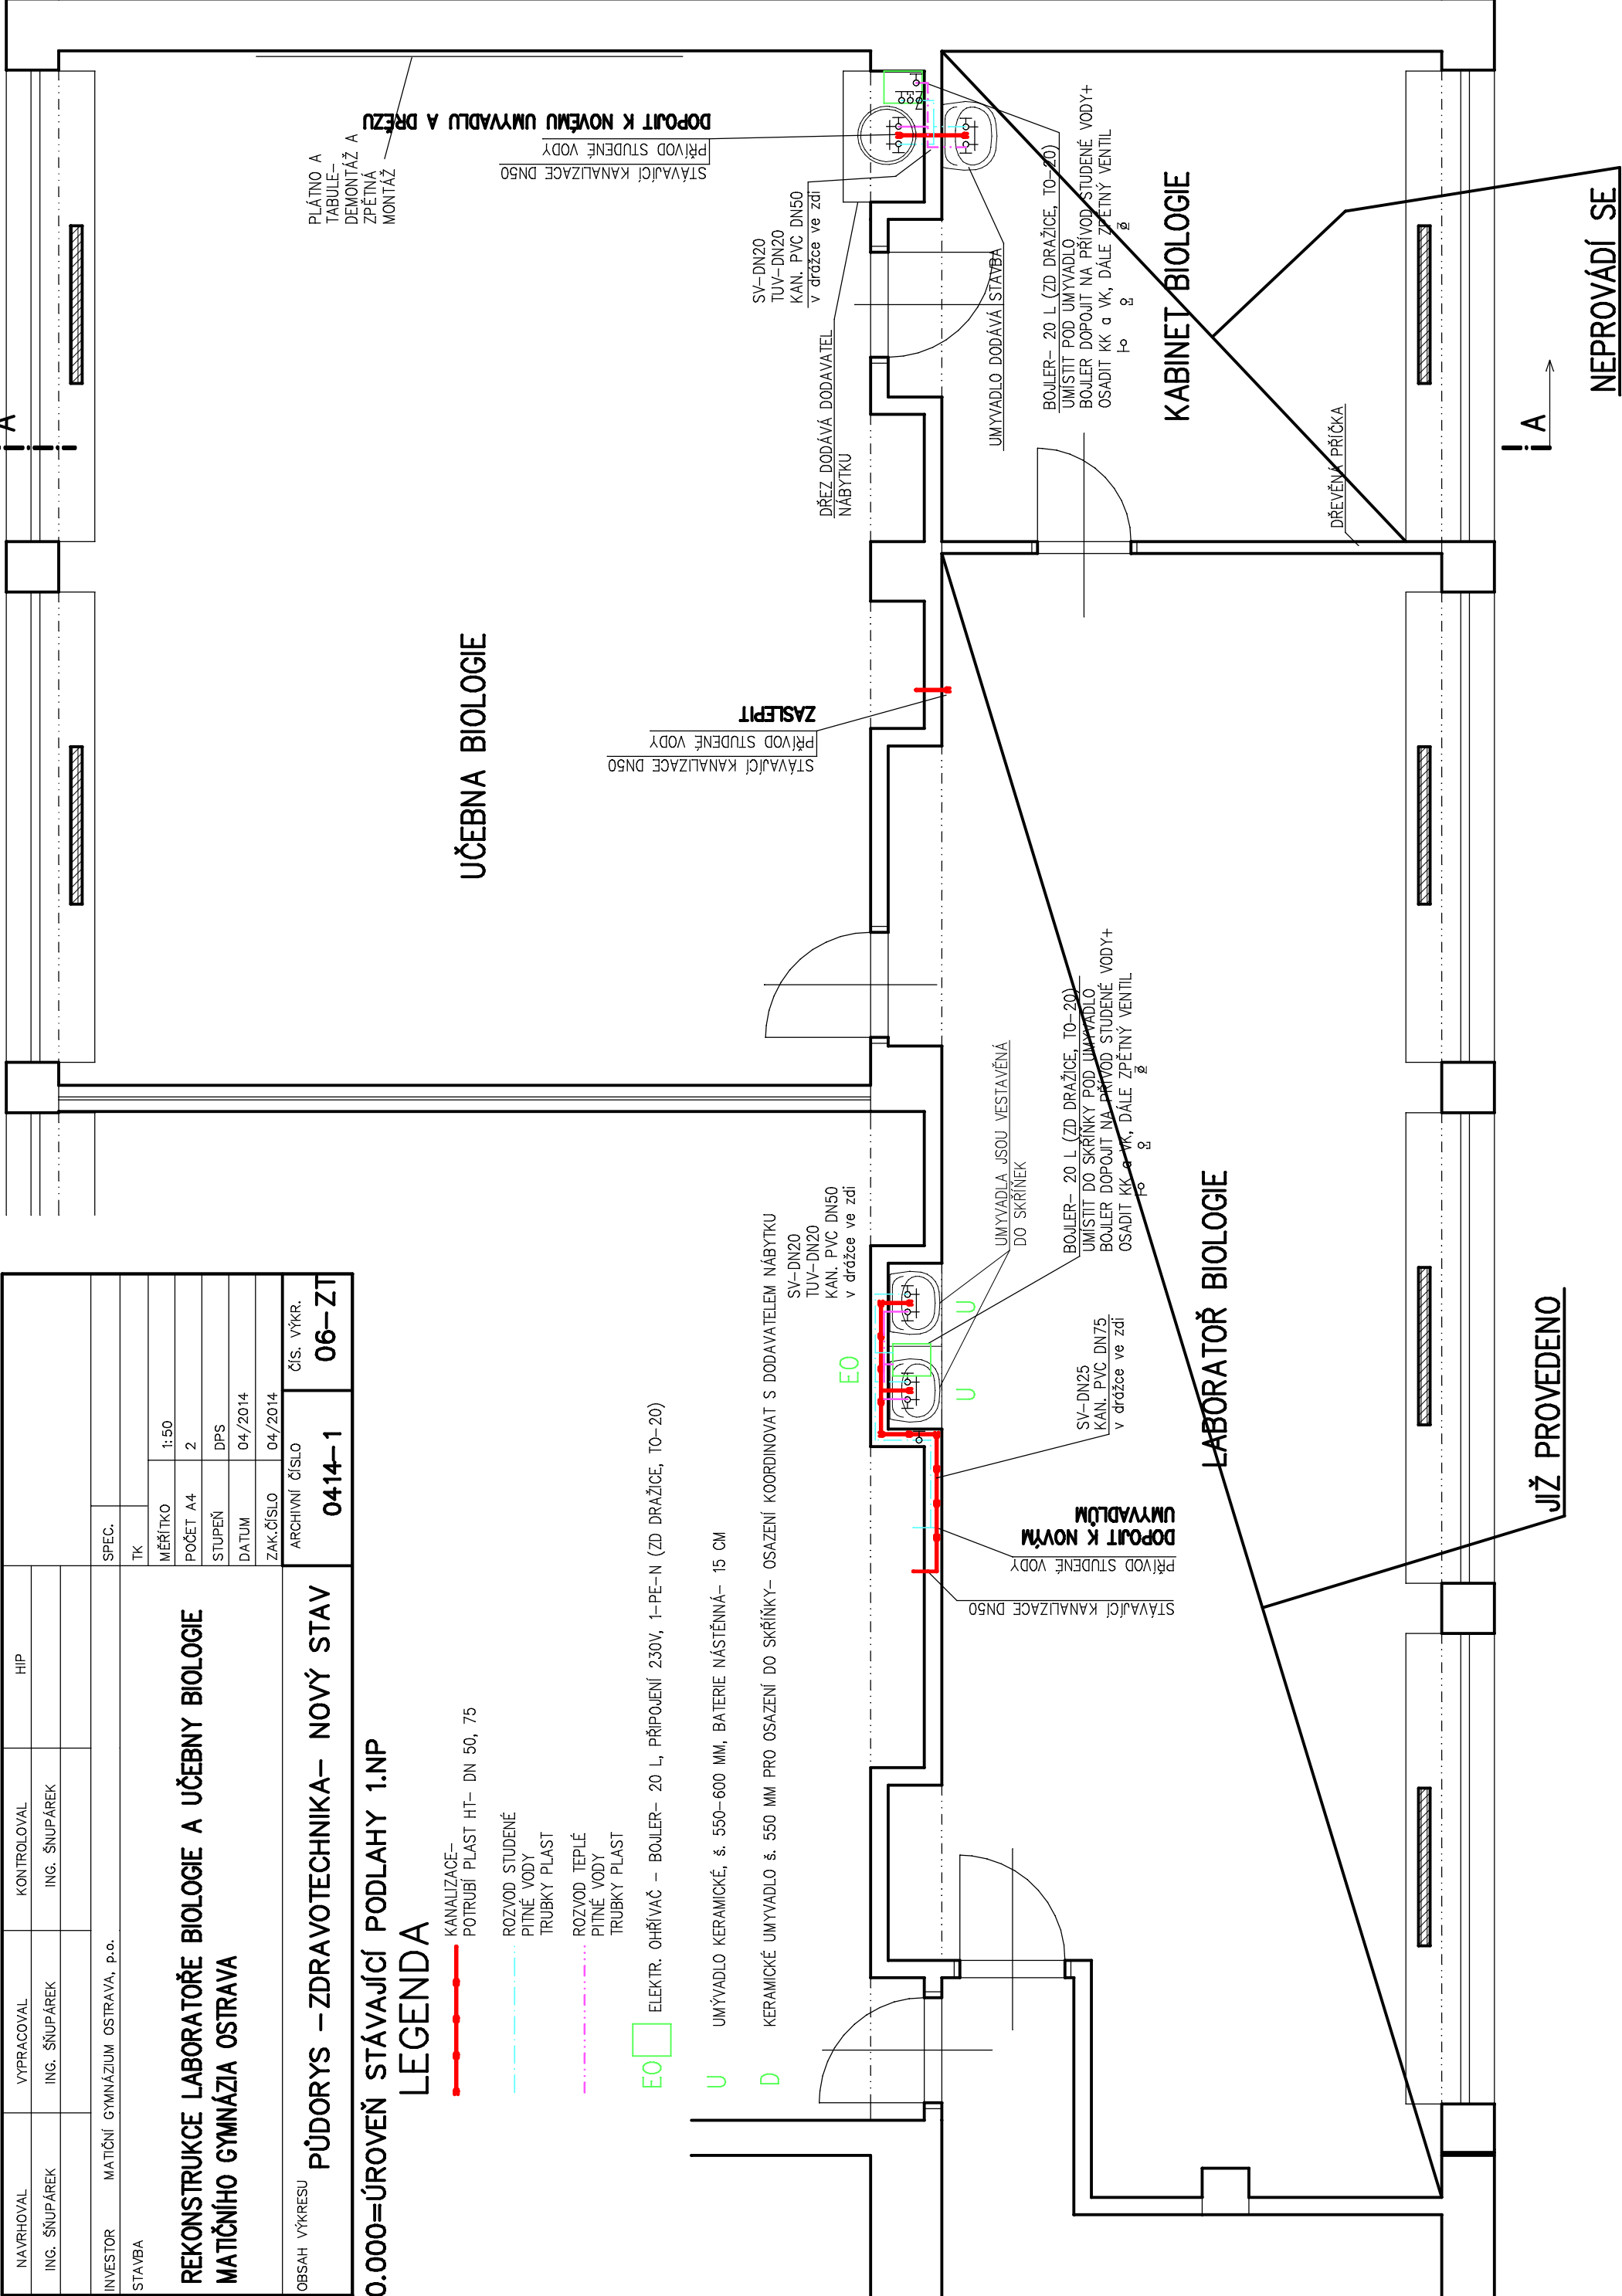 NAVRHOVAL
VYPRACOVAL
KONTROLOVAL
HIP
ING. ŠŇUPÁREK
ING. ŠŇUPÁREK
ING. ŠNUPÁREK
INVESTOR
MATIČNÍ GYMNÁZIUM OSTRAVA, p.o.
SPEC.
STAVBA
TK
REKONSTRUKCE LABORATOŘE BIOLOGIE A UČEBNY BIOLOGIE
MATIČNÍHO GYMNÁZIA OSTRAVA
MĚŘÍTKO
1:50
POČET A4
2
STUPEŇ
DPS
DATUM
04/2014
ZAK.ČÍSLO
04/2014
OBSAH VÝKRESU
PŮDORYS -ZDRAVOTECHNIKA- NOVÝ STAV
ARCHIVNÍ ČÍSLO
0414-1
ČÍS. VÝKR.
06-ZT
0.000=ÚROVEŇ STÁVAJÍCÍ PODLAHY 1.NP
LEGENDA
KANALIZACE-
POTRUBÍ PLAST HT- DN 50, 75
ROZVOD STUDENÉ
PITNÉ VODY
TRUBKY PLAST
ROZVOD TEPLÉ
PITNÉ VODY
TRUBKY PLAST
EO
ELEKTR. OHŘÍVAČ - BOJLER- 20 L, PŘIPOJENÍ 230V, 1-PE-N (ZD DRAŽICE, TO-20)
U
UMÝVADLO KERAMICKÉ, š. 550-600 MM, BATERIE NÁSTĚNNÁ- 15 CM
D
KERAMICKÉ UMYVADLO š. 550 MM PRO OSAZENÍ DO SKŘÍŇKY- OSAZENÍ KOORDINOVAT S DODAVATELEM NÁBYTKU
PLÁTNO A
TABULE-
DEMONTÁŽ A
ZPĚTNÁ
MONTÁŽ
DOPOJIT K NOVÉMU UMYVADLU A DŘEZU
PŘÍVOD STUDENÉ VODY
STÁVAJÍCÍ KANALIZACE DN50
UČEBNA BIOLOGIE
ZASLEPIT
PŘÍVOD STUDENÉ VODY
STÁVAJÍCÍ KANALIZACE DN50
SV-DN20
TUV-DN20
KAN. PVC DN50
v drážce ve zdi
DŘEZ DODÁVÁ DODAVATEL
NÁBYTKU
UMYVADLO DODÁVÁ STAVBA
BOJLER- 20 L (ZD DRAŽICE, TO-20)
UMÍSTIT POD UMYVADLO
BOJLER DOPOJIT NA PŘÍVOD STUDENÉ VODY+
OSADIT KK a VK, DÁLE ZPĚTNÝ VENTIL
KABINET BIOLOGIE
DŘEVĚNÁ PŘÍČKA
A
A
NEPROVÁDÍ SE
SV-DN20
TUV-DN20
KAN. PVC DN50
v drážce ve zdi
EO
U
U
UMYVADLA JSOU VESTAVĚNÁ
DO SKŘÍNEK
BOJLER- 20 L (ZD DRAŽICE, TO-20)
UMÍSTIT DO SKŘÍNKY POD UMYVADLO
BOJLER DOPOJIT NA PŘÍVOD STUDENÉ VODY+
OSADIT KK a VK, DÁLE ZPĚTNÝ VENTIL
SV-DN25
KAN. PVC DN75
v drážce ve zdi
DOPOJIT K NOVÝM
UMYVADLŮM
PŘÍVOD STUDENÉ VODY
STÁVAJÍCÍ KANALIZACE DN50
LABORATOŘ BIOLOGIE
JIŽ PROVEDENO